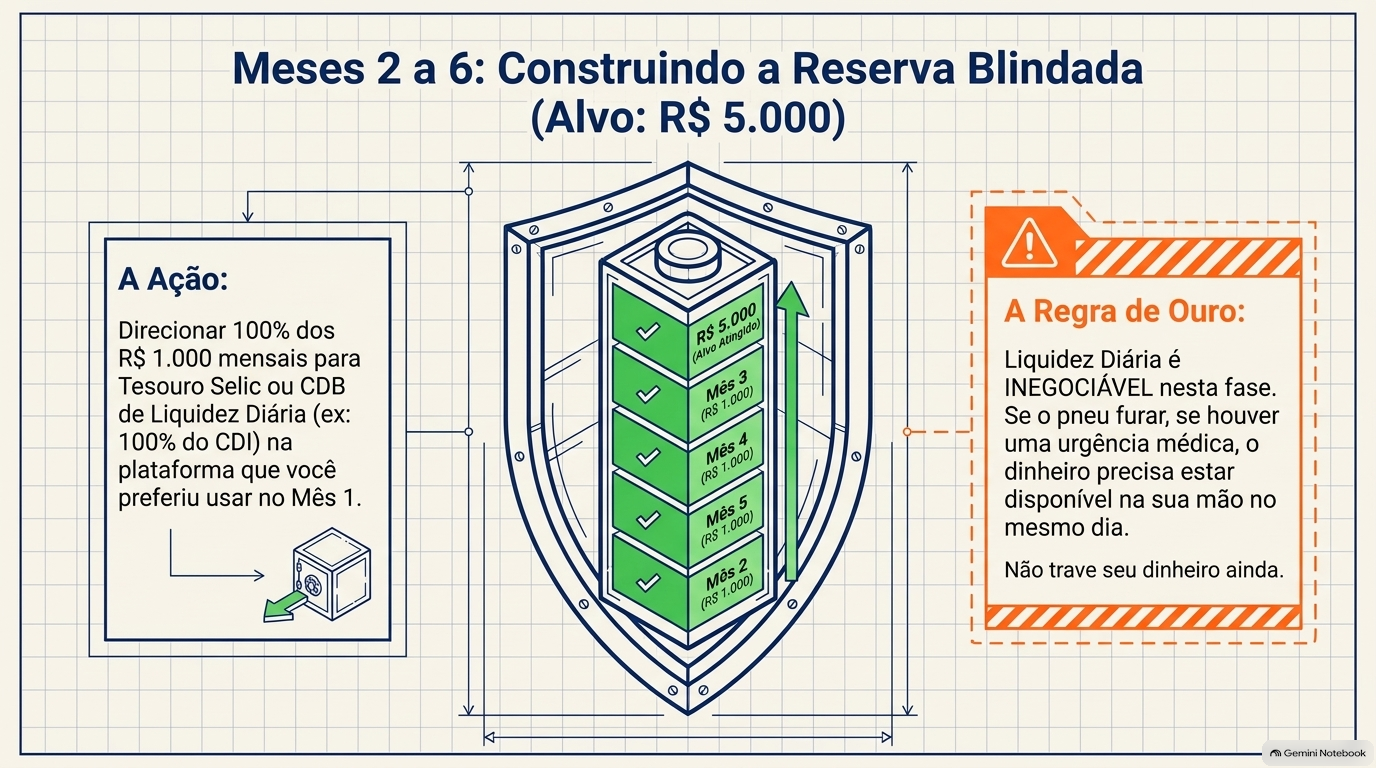 Meses 2 a 6: Construindo a Reserva Blindada
(Alvo: R$ 5.000)
A Ação:
Direcionar 100% dos
R$ 1.000 mensais para
Tesouro Selic ou CDB
de Liquidez Diária (ex:
100% do CDI) na
plataforma que você
preferiu usar no Mês 1.
R$ 5.000
(Alvo Atingido)
Mês 3
(R$ 1.000)
Mês 4
(R$ 1.000)
Mês 5
(R$ 1.000)
Mês 2
(R$ 1.000)
A Regra de Ouro:
Liquidez Diária é
INEGOCIÁVEL nesta fase.
Se o pneu furar, se houver
uma urgência médica, o
dinheiro precisa estar
disponível na sua mão no
mesmo dia.
Não trave seu dinheiro ainda.
Gemini Notebook